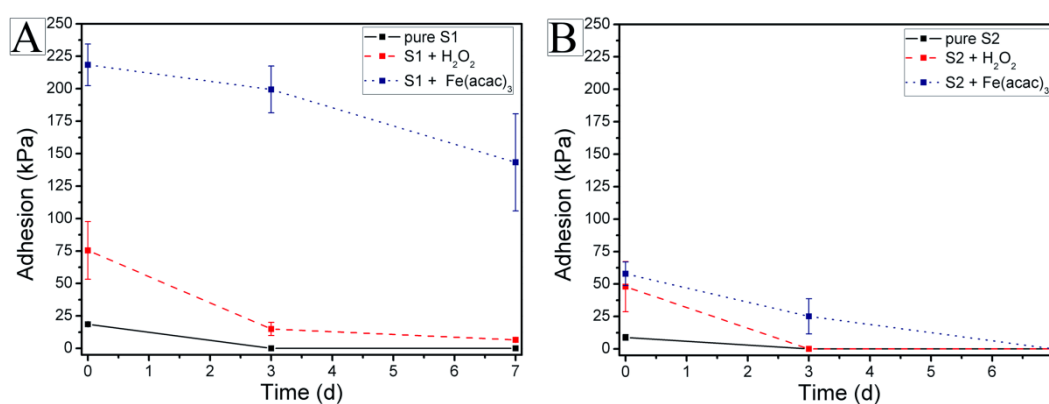 A
250
225
200
175
150
125
100
75
50
25
0
Adhesion (kPa)
pure S1
S1 + H₂O₂
S1 + Fe(acac)₃
0 1 2 3 4 5 6 7
Time (d)
B
250
225
200
175
150
125
100
75
50
25
0
Adhesion (kPa)
pure S2
S2 + H₂O₂
S2 + Fe(acac)₃
0 1 2 3 4 5 6
Time (d)